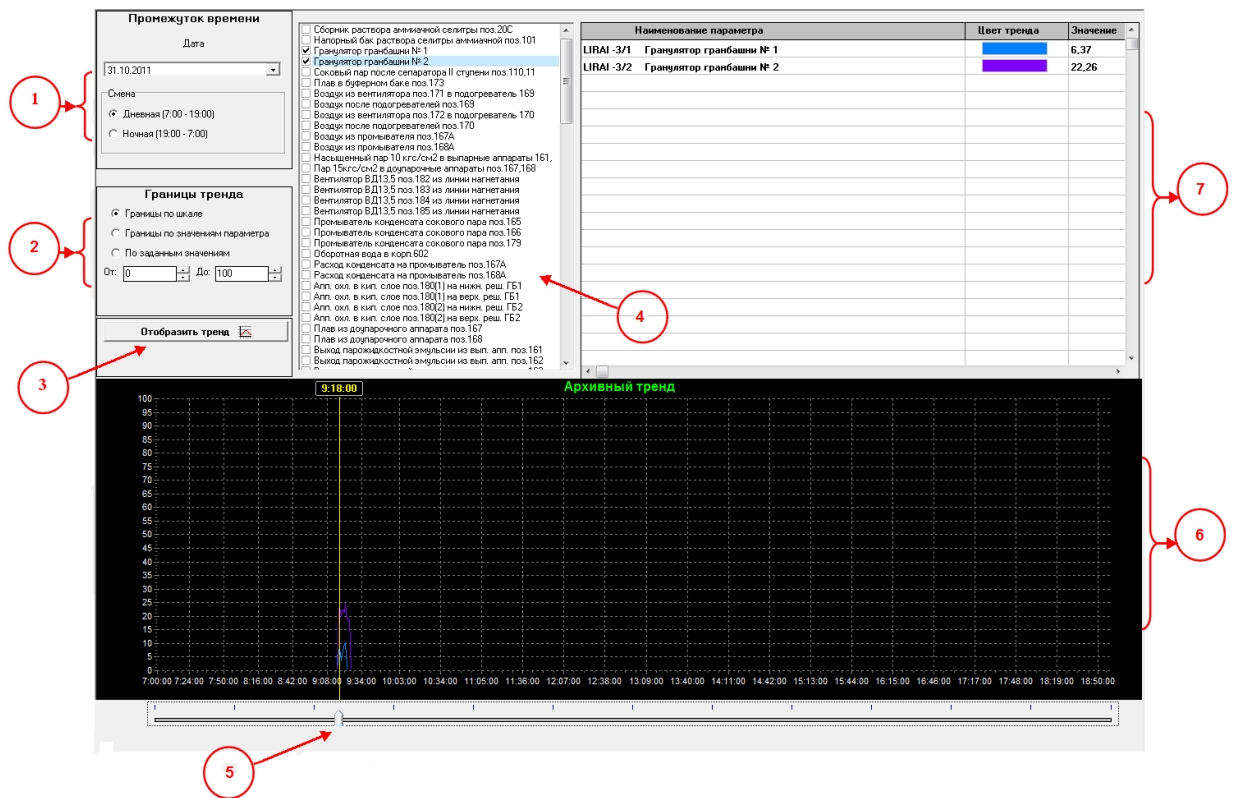 Промежуток времени
Дата
31.10.2011
Смена
Дневная (7:00 - 19:00)
Ночная (19:00 - 7:00)
1
Границы тренда
Границы по шкале
Границы по значениям параметра
По заданным значениям
От: 0 До: 100
2
Отобразить тренд
3
Сборник раствора аммиачной селитры поз.20С
Напорный бак раствора селитры аммиачной поз.101
Гранулятор гранбашни № 1
Гранулятор гранбашни № 2
Соковый пар после сепаратора II ступени поз.110,11
Плав в буферном баке поз.173
Воздух из вентилятора поз.171 в подогреватель 169
Воздух после подогревателей поз.169
Воздух из вентилятора поз.172 в подогреватель 170
Воздух после подогревателей поз.170
Воздух из промывателя поз.167А
Воздух из промывателя поз.168А
Насыщенный пар 10 кгс/см2 в выпарные аппараты 161,
Пар 15кгс/см2 в доупарочные аппараты поз.167,168
Вентилятор ВД13,5 поз.182 из линии нагнетания
Вентилятор ВД13,5 поз.183 из линии нагнетания
Вентилятор ВД13,5 поз.184 из линии нагнетания
Вентилятор ВД13,5 поз.185 из линии нагнетания
Промыватель конденсата сокового пара поз.165
Промыватель конденсата сокового пара поз.166
Промыватель конденсата сокового пара поз.179
Оборотная вода в корп.602
Расход конденсата на промыватель поз.167А
Расход конденсата на промыватель поз.168А
Апп. охл. в кип. слое поз.180(1) на нижн. реш. ГБ1
Апп. охл. в кип. слое поз.180(1) на верх. реш. ГБ1
Апп. охл. в кип. слое поз.180(2) на нижн. реш. ГБ2
Апп. охл. в кип. слое поз.180(2) на верх. реш. ГБ2
Плав из доупарочного аппарата поз.167
Плав из доупарочного аппарата поз.168
Выход парожидкостной эмульсии из вып. апп. поз.161
Выход парожидкостной эмульсии из вып. апп. поз.162
4
Наименование параметра Цвет тренда Значение
LIRAI -3/1 Гранулятор гранбашни № 1 6,37
LIRAI -3/2 Гранулятор гранбашни № 2 22,26
7
9:18:00
Архивный тренд
100
95
90
85
80
75
70
65
60
55
50
45
40
35
30
25
20
15
10
5
0
7:00:00 7:24:00 7:50:00 8:16:00 8:42:00 9:08:00 9:34:00 10:03:00 10:34:00 11:05:00 11:36:00 12:07:00 12:38:00 13:09:00 13:40:00 14:11:00 14:42:00 15:13:00 15:44:00 16:15:00 16:46:00 17:17:00 17:48:00 18:19:00 18:50:00
6
5